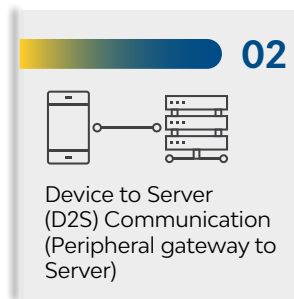 02
Device to Server
(D2S) Communication
(Peripheral gateway to
Server)